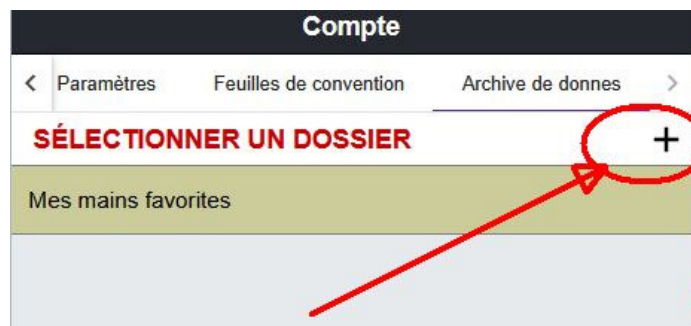 Compte
Paramètres Feuilles de convention Archive de donnes
SÉLECTIONNER UN DOSSIER
Mes mains favorites